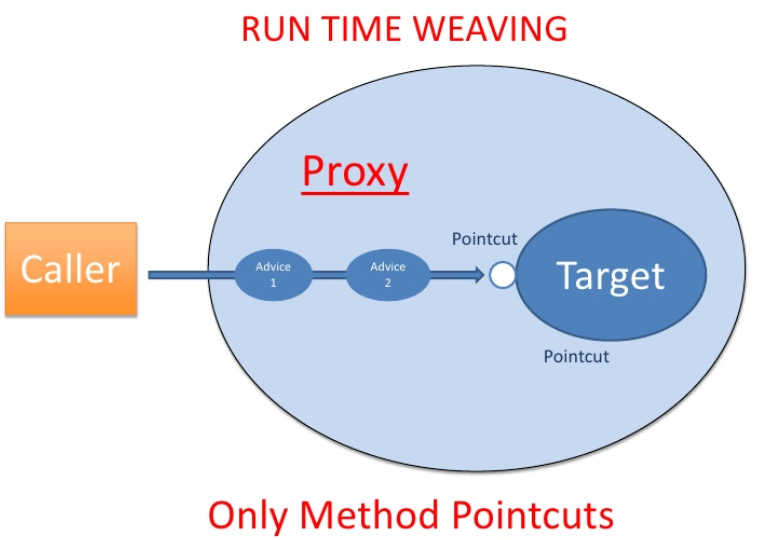 RUN TIME WEAVING
Proxy
Pointcut
Caller
Advice
1
Advice
2
Target
Pointcut
Only Method Pointcuts